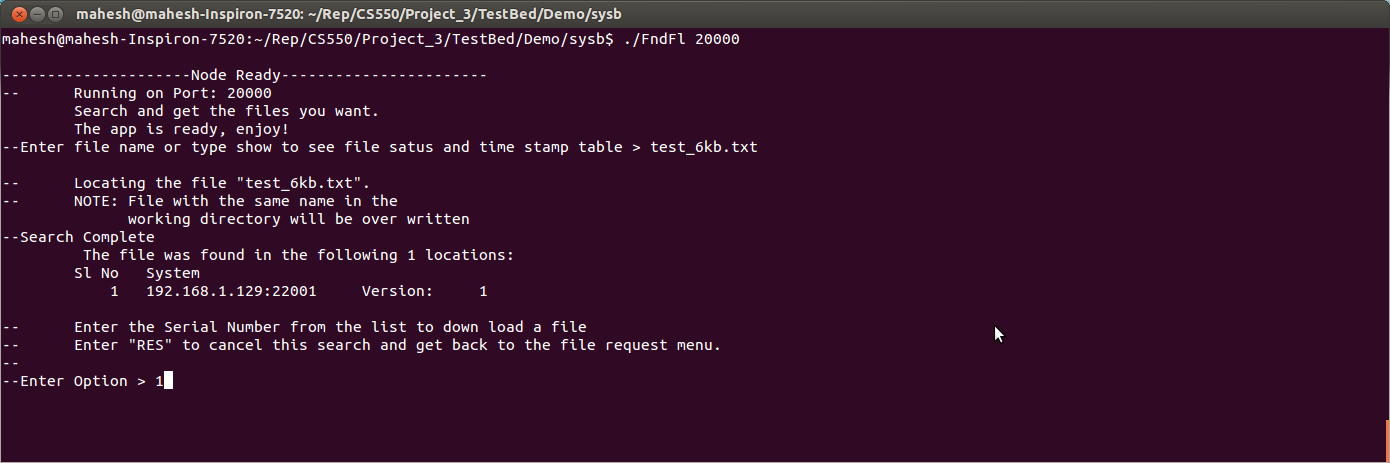 mahesh@mahesh-Inspiron-7520: ~/Rep/CS550/Project_3/TestBed/Demo/sysb
mahesh@mahesh-Inspiron-7520:~/Rep/CS550/Project_3/TestBed/Demo/sysb$ ./FndFl 20000
---------------------Node Ready-----------------------
--      Running on Port: 20000
        Search and get the files you want.
        The app is ready, enjoy!
--Enter file name or type show to see file satus and time stamp table > test_6kb.txt
--      Locating the file "test_6kb.txt".
--      NOTE: File with the same name in the
              working directory will be over written
--Search Complete
         The file was found in the following 1 locations:
        Sl No   System
            1   192.168.1.129:22001     Version:     1
--      Enter the Serial Number from the list to down load a file
--      Enter "RES" to cancel this search and get back to the file request menu.
--
--Enter Option > 1